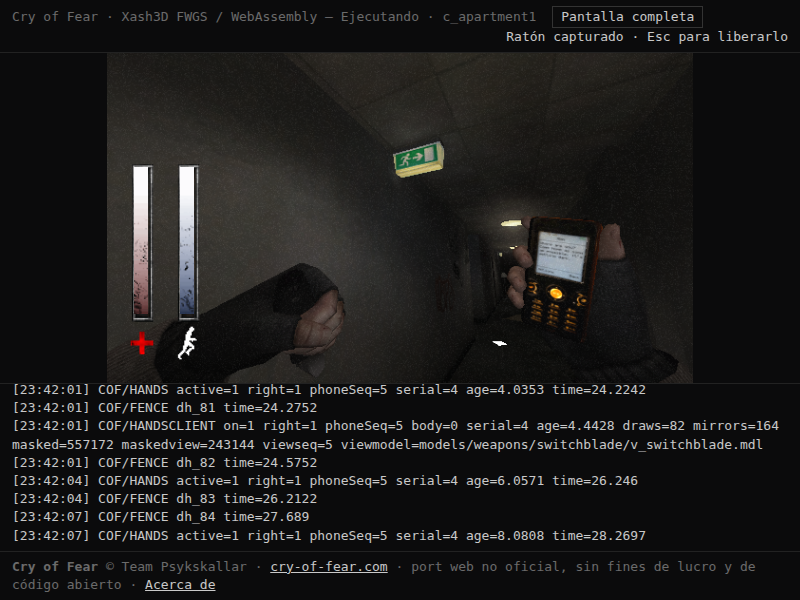 Cry of Fear · Xash3D FWGS / WebAssembly — Ejecutando · c_apartment1
Pantalla completa
Ratón capturado · Esc para liberarlo
[23:42:01] COF/HANDS active=1 right=1 phoneSeq=5 serial=4 age=4.0353 time=24.2242
[23:42:01] COF/FENCE dh_81 time=24.2752
[23:42:01] COF/HANDSCLIENT on=1 right=1 phoneSeq=5 body=0 serial=4 age=4.4428 draws=82 mirrors=164
masked=557172 maskedview=243144 viewseq=5 viewmodel=models/weapons/switchblade/v_switchblade.mdl
[23:42:01] COF/FENCE dh_82 time=24.5752
[23:42:04] COF/HANDS active=1 right=1 phoneSeq=5 serial=4 age=6.0571 time=26.246
[23:42:04] COF/FENCE dh_83 time=26.2122
[23:42:07] COF/FENCE dh_84 time=27.689
[23:42:07] COF/HANDS active=1 right=1 phoneSeq=5 serial=4 age=8.0808 time=28.2697
Cry of Fear © Team Psykskallar · cry-of-fear.com · port web no oficial, sin fines de lucro y de
código abierto · Acerca de